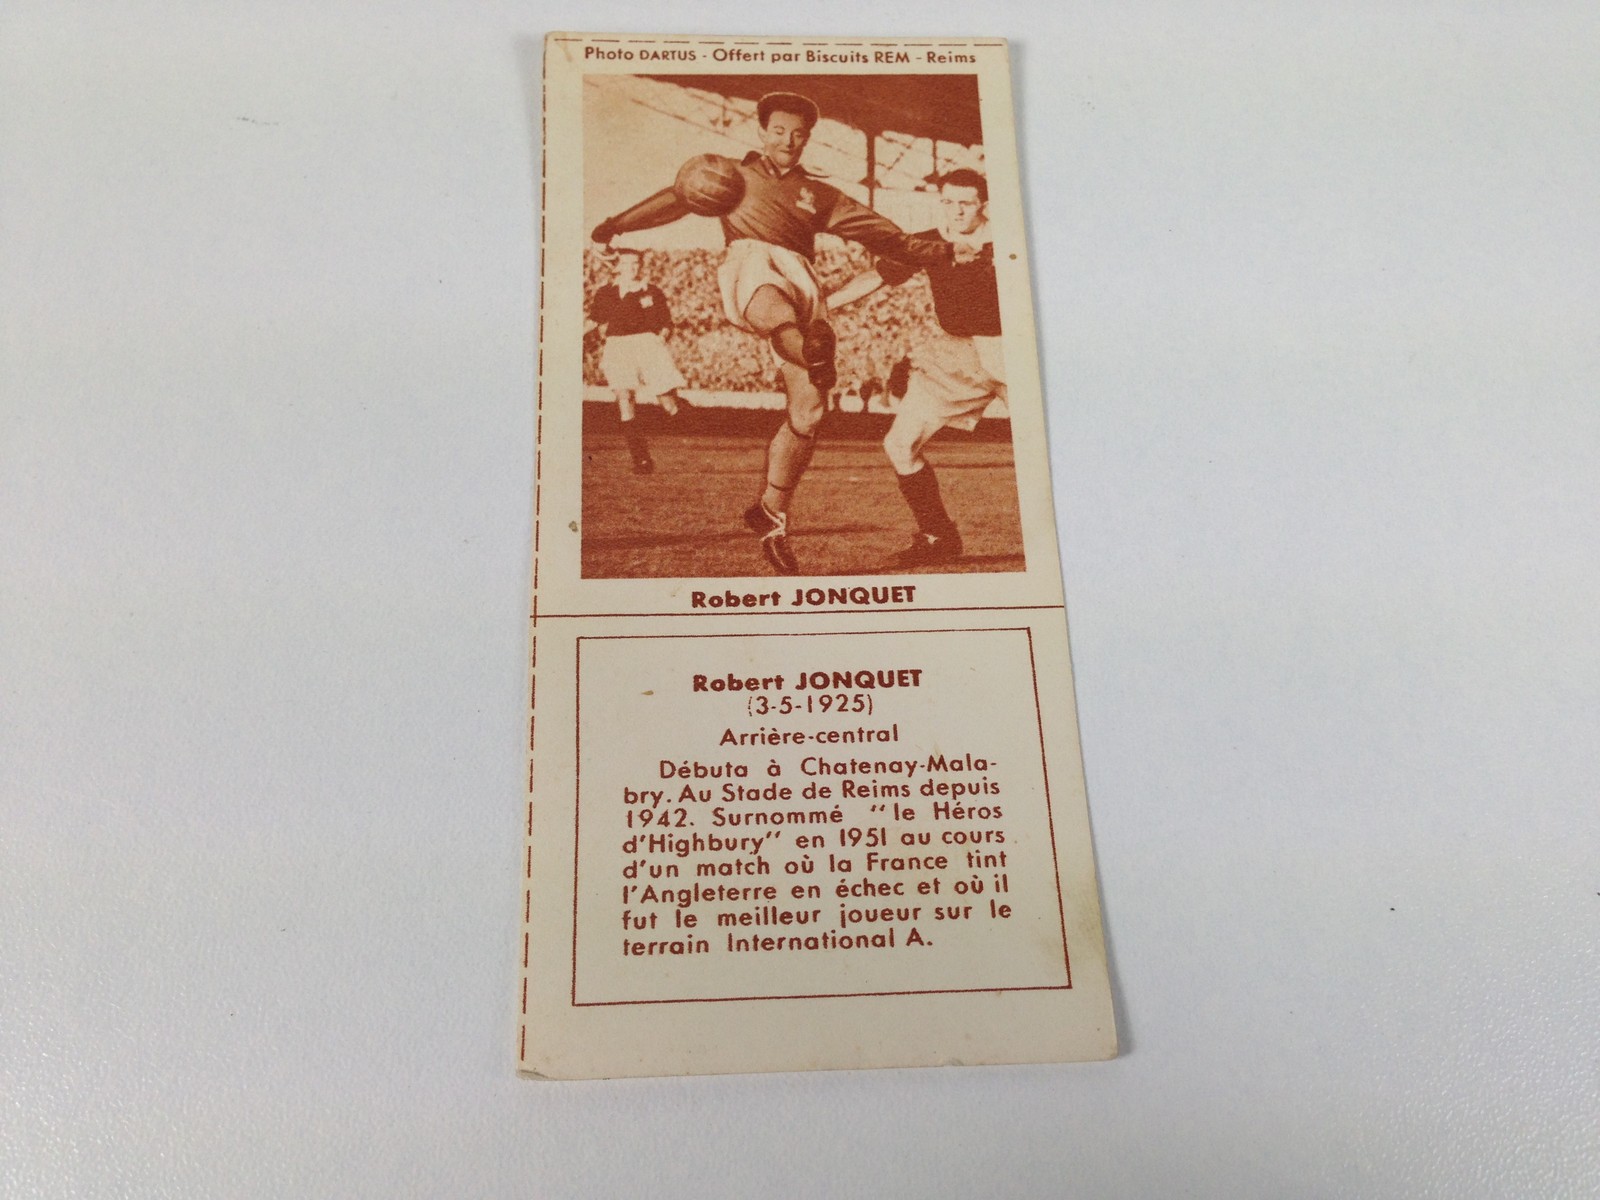 Photo DARTUS - Offert par Biscuits REM - Reims
Robert JONQUET
Robert JONQUET
(3-5-1925)
Arrière-central
Débuta à Chatenay-Mala-
bry. Au Stade de Reims depuis
1942. Surnommé "le Héros
d'Highbury" en 1951 au cours
d'un match où la France tint
l'Angleterre en échec et où il
fut le meilleur joueur sur le
terrain International A.